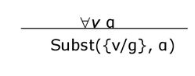 ∀v ɑ
Subst({v/g}, ɑ)